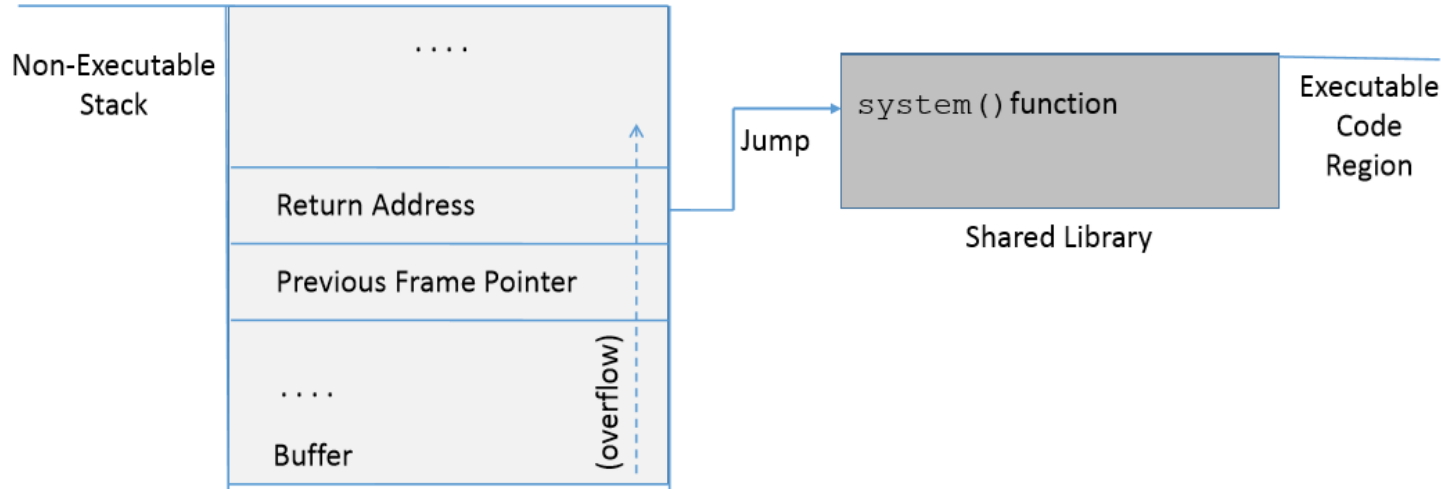 Non-Executable
Stack
....
Return Address
Previous Frame Pointer
....
Buffer
(overflow)
Jump
system() function
Shared Library
Executable
Code
Region